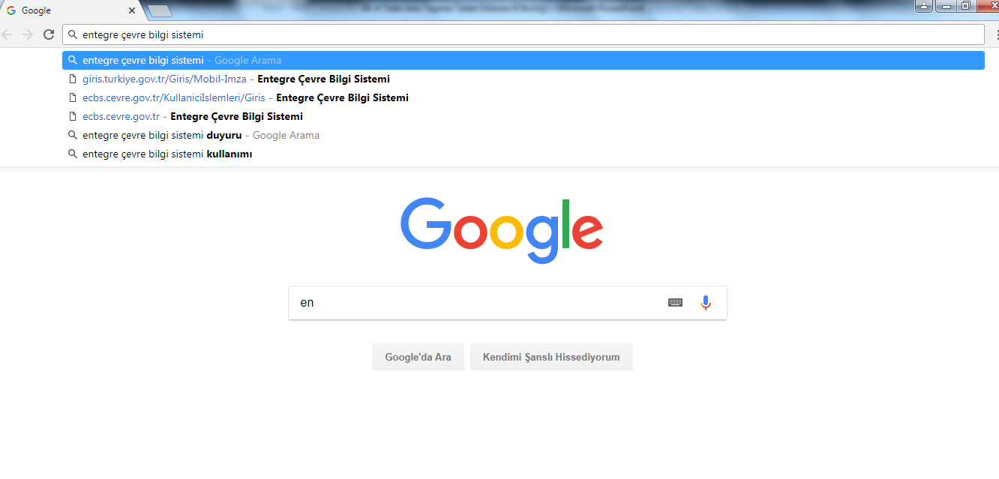 Google
entegre çevre bilgi sistemi
entegre çevre bilgi sistemi - Google Arama
giris.turkiye.gov.tr/Giris/Mobil-Imza - Entegre Çevre Bilgi Sistemi
ecbs.cevre.gov.tr/KullaniciIslemleri/Giris - Entegre Çevre Bilgi Sistemi
ecbs.cevre.gov.tr - Entegre Çevre Bilgi Sistemi
entegre çevre bilgi sistemi duyuru - Google Arama
entegre çevre bilgi sistemi kullanımı
Google
en
Google'da Ara
Kendimi Şanslı Hissediyorum